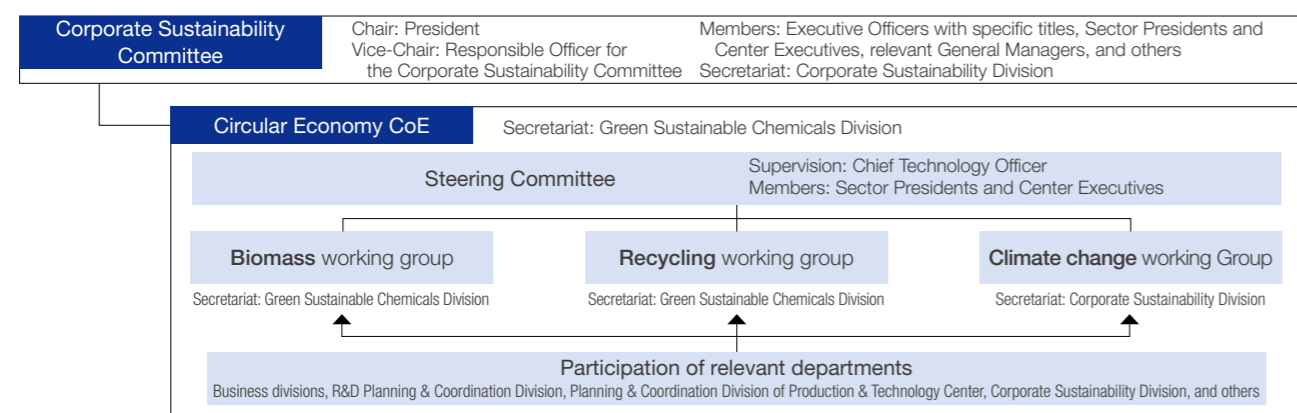 Corporate Sustainability
Committee
Chair: President
Vice-Chair: Responsible Officer for
the Corporate Sustainability Committee
Members: Executive Officers with specific titles, Sector Presidents and
Center Executives, relevant General Managers, and others
Secretariat: Corporate Sustainability Division
Circular Economy CoE
Secretariat: Green Sustainable Chemicals Division
Steering Committee
Supervision: Chief Technology Officer
Members: Sector Presidents and Center Executives
Biomass working group
Secretariat: Green Sustainable Chemicals Division
Recycling working group
Secretariat: Green Sustainable Chemicals Division
Climate change working Group
Secretariat: Corporate Sustainability Division
Participation of relevant departments
Business divisions, R&D Planning & Coordination Division, Planning & Coordination Division of Production & Technology Center, Corporate Sustainability Division, and others